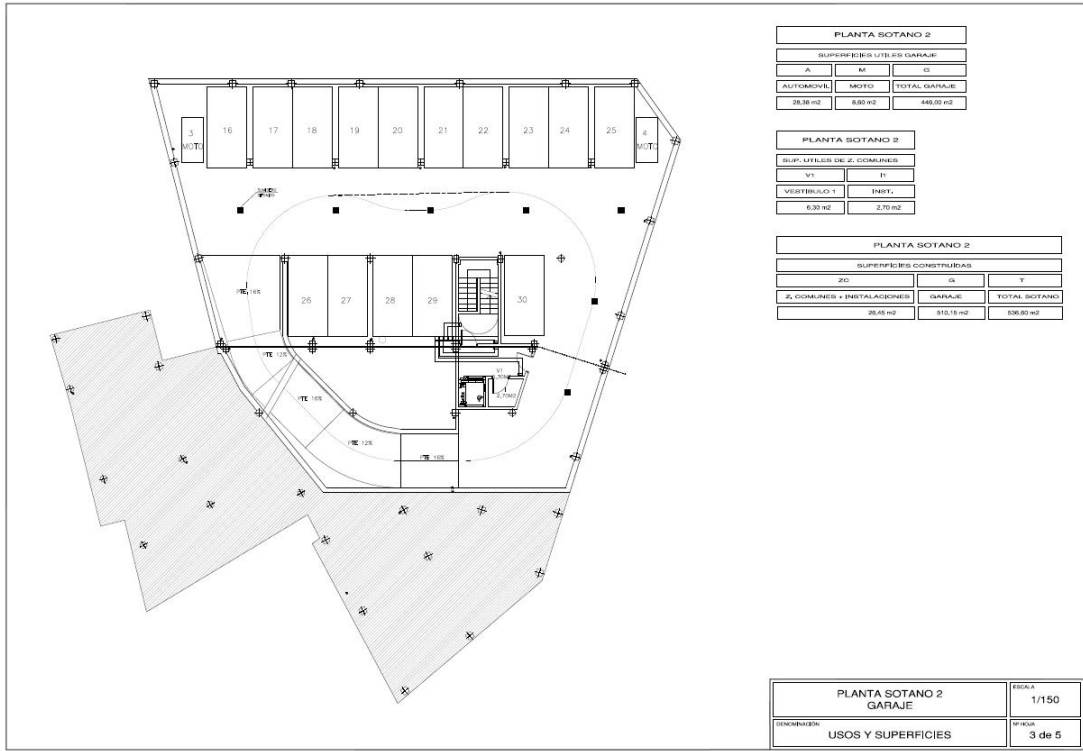 PLANTA SOTANO 2
SUPERFICIES UTILES GARAJE
A M G
AUTOMOVIL MOTO TOTAL GARAJE
28,38 m2 8,60 m2 446,00 m2
PLANTA SOTANO 2
SUP. UTILES DE Z. COMUNES
V1 I1
VESTIBULO 1 INST.
6,30 m2 2,70 m2
PLANTA SOTANO 2
SUPERFICIES CONSTRUIDAS
ZC G T
Z. COMUNES + INSTALACIONES GARAJE TOTAL SOTANO
26,45 m2 510,15 m2 536,60 m2
3 MOTO
16 17 18 19 20 21 22 23 24 25
4 MOTO
PTE. 16%
26 27 28 29 30
PTE 12%
PTE 16%
PTE 12%
PTE 16%
V1
I
2,70M2
PLANTA SOTANO 2
GARAJE
ESCALA
1/150
DENOMINACIÓN
USOS Y SUPERFICIES
Nº HOJA
3 de 5